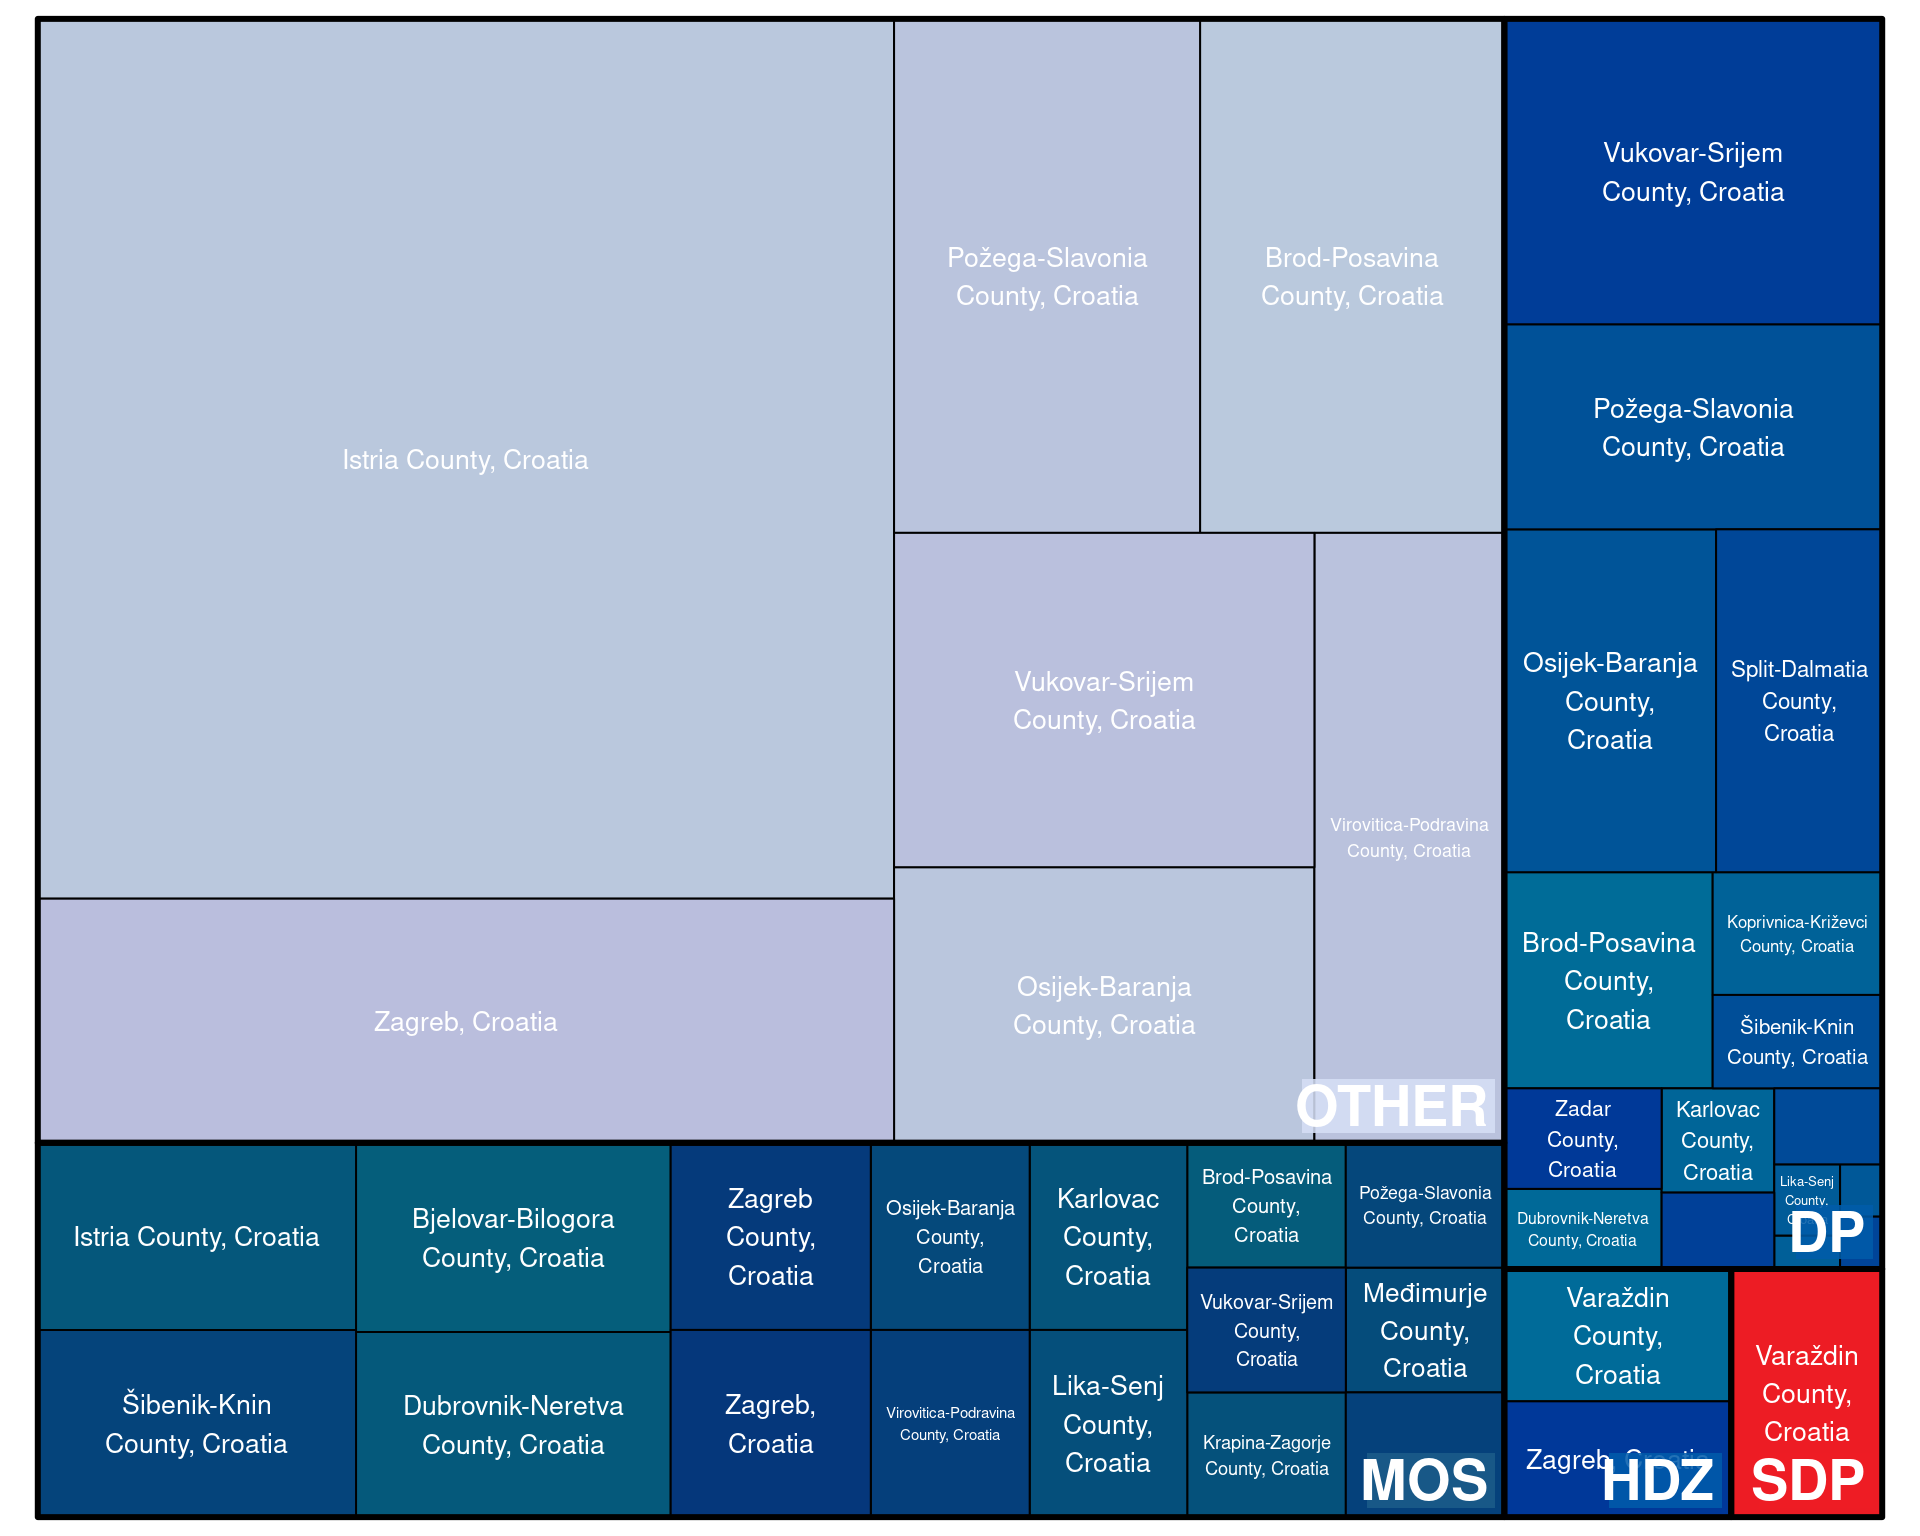 Istria County, Croatia
Zagreb, Croatia
Požega-Slavonia
County, Croatia
Brod-Posavina
County, Croatia
Vukovar-Srijem
County, Croatia
Virovitica-Podravina
County, Croatia
Osijek-Baranja
County, Croatia
OTHER
Vukovar-Srijem
County, Croatia
Požega-Slavonia
County, Croatia
Osijek-Baranja
County,
Croatia
Split-Dalmatia
County,
Croatia
Brod-Posavina
County,
Croatia
Koprivnica-Križevci
County, Croatia
Šibenik-Knin
County, Croatia
Zadar
County,
Croatia
Karlovac
County,
Croatia
Dubrovnik-Neretva
County, Croatia
Lika-Senj
County,
DP
Istria County, Croatia
Šibenik-Knin
County, Croatia
Bjelovar-Bilogora
County, Croatia
Dubrovnik-Neretva
County, Croatia
Zagreb
County,
Croatia
Zagreb,
Croatia
Osijek-Baranja
County,
Croatia
Virovitica-Podravina
County, Croatia
Karlovac
County,
Croatia
Lika-Senj
County,
Croatia
Brod-Posavina
County,
Croatia
Požega-Slavonia
County, Croatia
Vukovar-Srijem
County,
Croatia
Međimurje
County,
Croatia
Krapina-Zagorje
County, Croatia
MOS
Varaždin
County,
Croatia
Zagreb, Croatia
HDZ
Varaždin
County,
Croatia
SDP